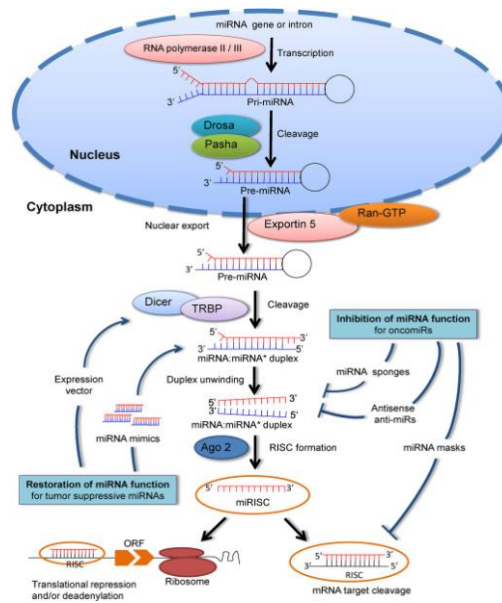 miRNA gene or intron
RNA polymerase II / III
Transcription
5′
3′
Pri-miRNA
Drosa
Pasha
Cleavage
Nucleus
5′
3′
Pre-miRNA
Cytoplasm
Nuclear export
Exportin 5
Ran-GTP
5′
3′
Pre-miRNA
Dicer
TRBP
Cleavage
Inhibition of miRNA function
for oncomiRs
5′
3′
3′
5′
miRNA:miRNA* duplex
Expression
vector
Duplex unwinding
miRNA sponges
5′
3′
3′
5′
miRNA:miRNA* duplex
Antisense
anti-miRs
miRNA mimics
Ago 2
RISC formation
miRNA masks
Restoration of miRNA function
for tumor suppressive miRNAs
5′
3′
miRISC
ORF
RISC
Ribosome
5′
3′
3′
5′
RISC
Translational repression
and/or deadenylation
mRNA target cleavage